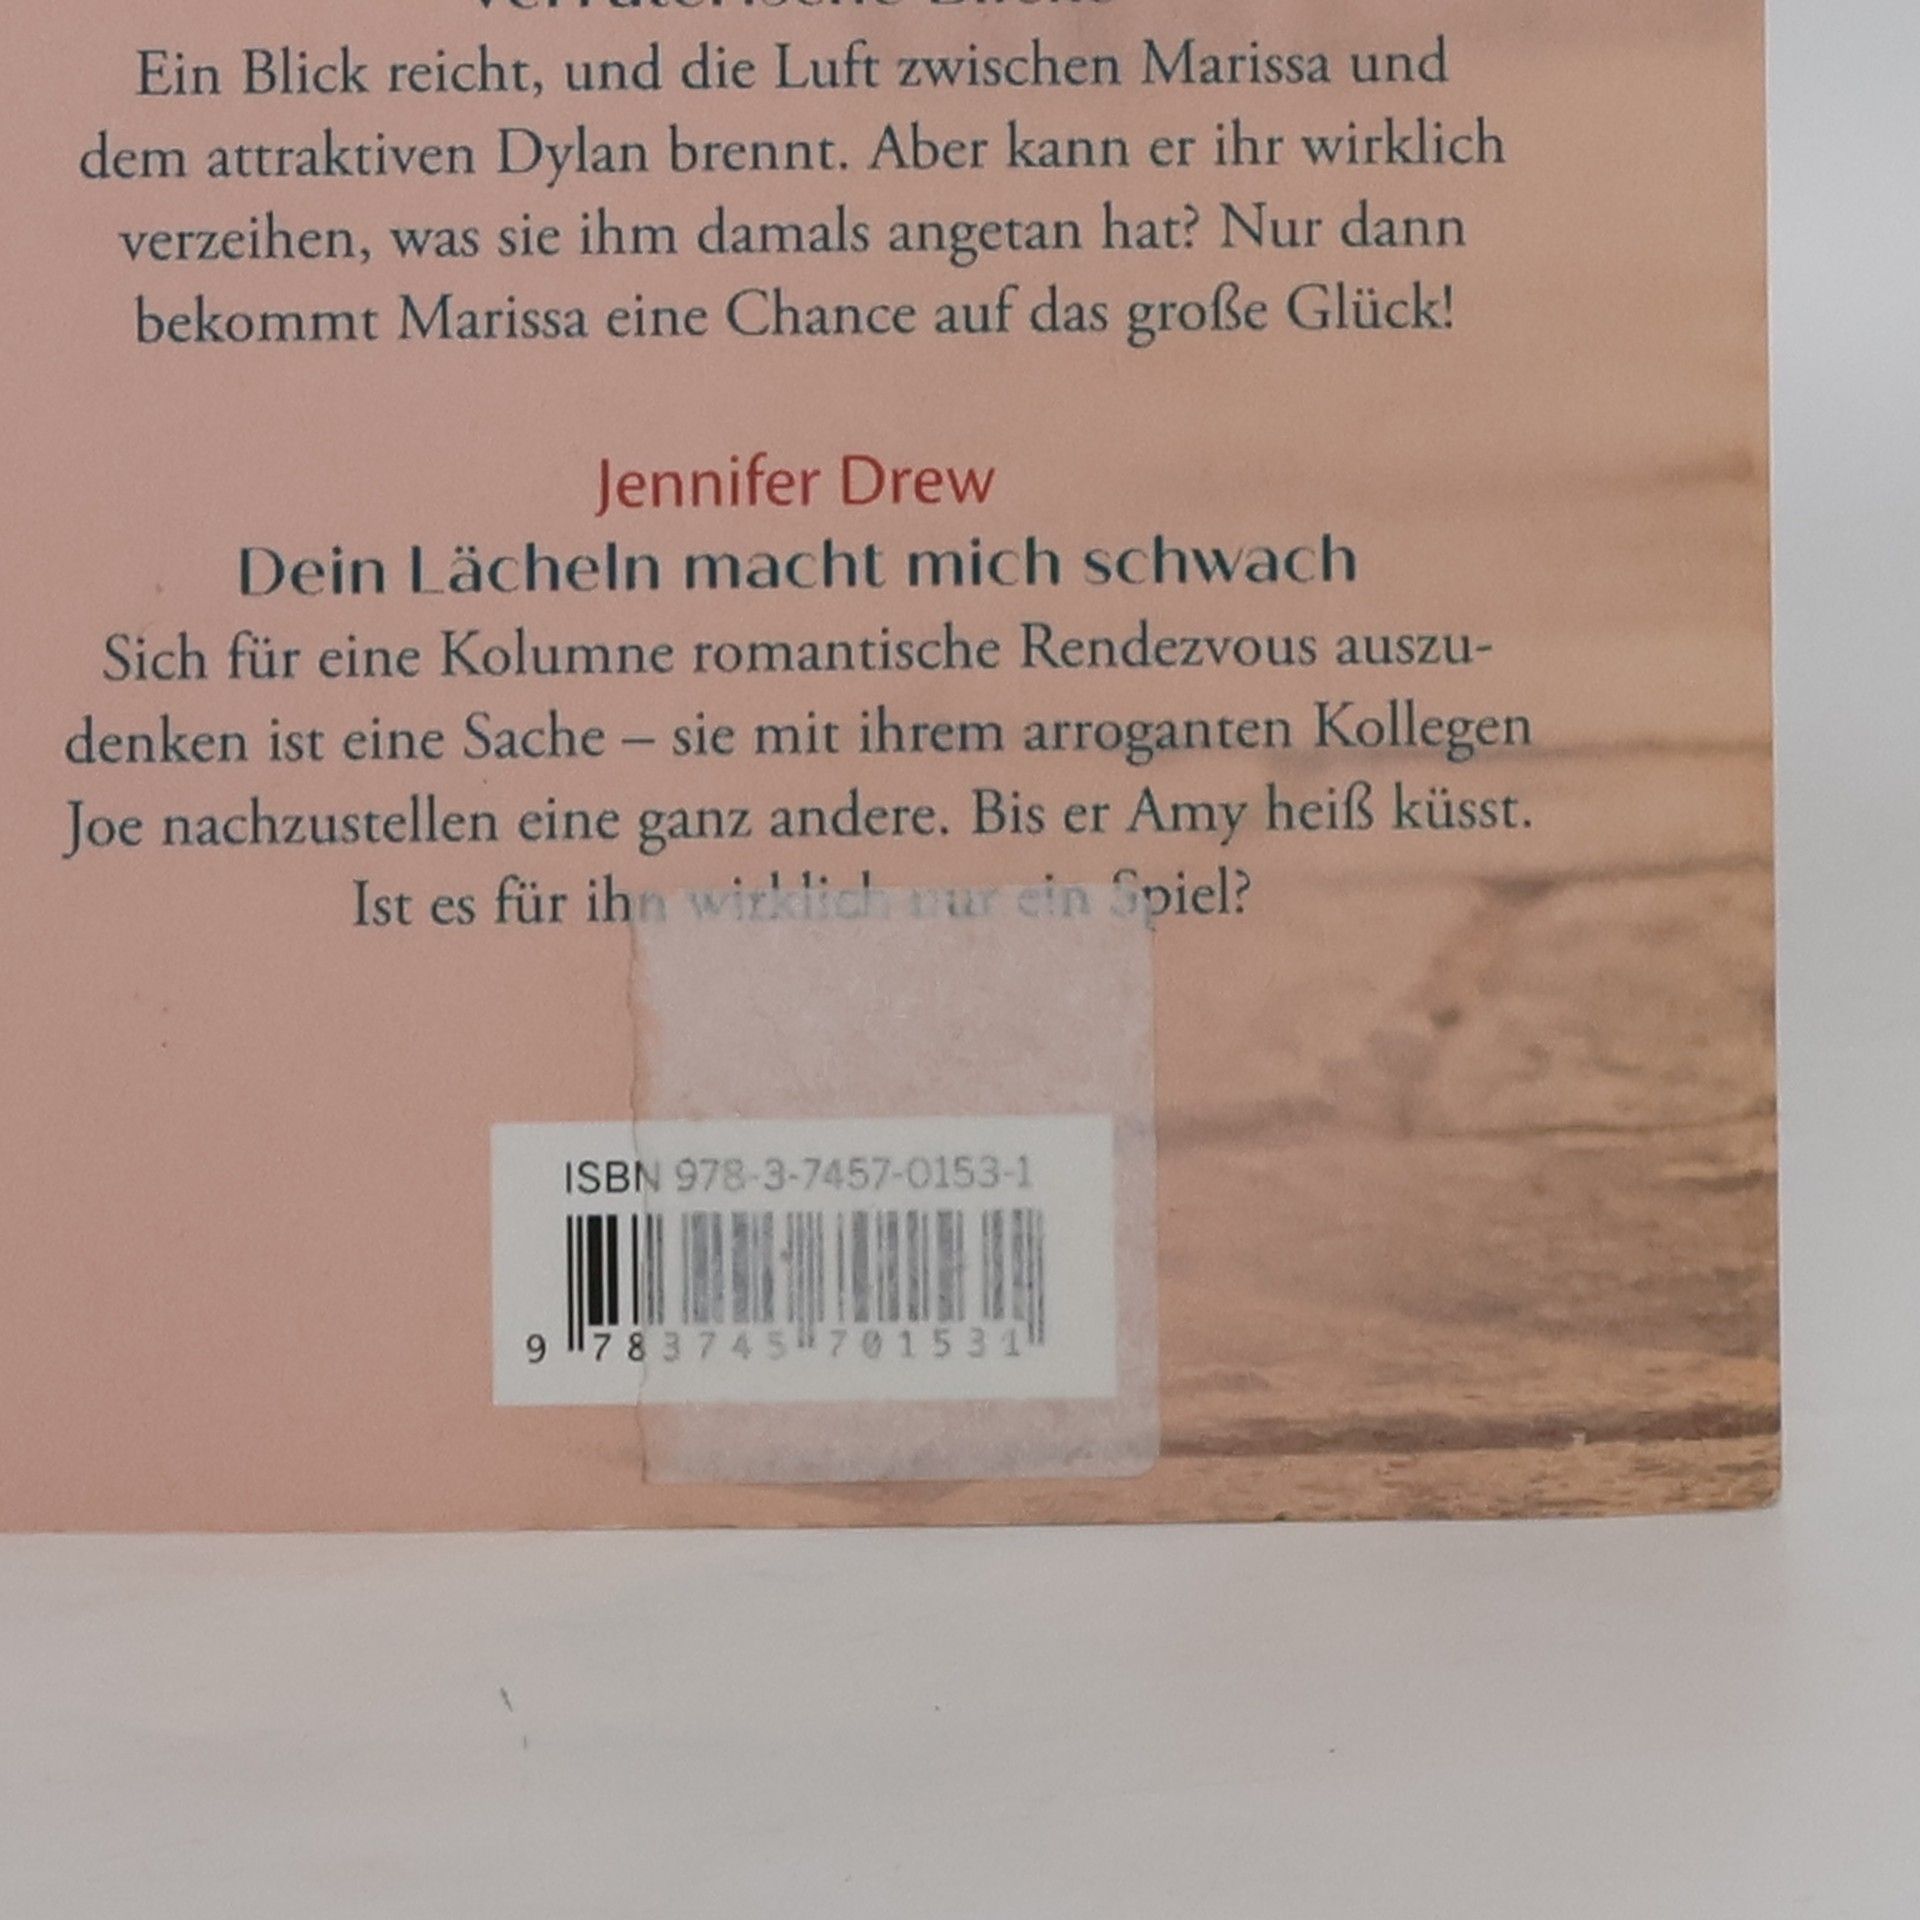 Ein Blick reicht, und die Luft zwischen Marissa und
dem attraktiven Dylan brennt. Aber kann er ihr wirklich
verzeihen, was sie ihm damals angetan hat? Nur dann
bekommt Marissa eine Chance auf das große Glück!
Jennifer Drew
Dein Lächeln macht mich schwach
Sich für eine Kolumne romantische Rendezvous auszu-
denken ist eine Sache – sie mit ihrem arroganten Kollegen
Joe nachzustellen eine ganz andere. Bis er Amy heiß küsst.
Ist es für ihn wirklich nur ein Spiel?
ISBN 978-3-7457-0153-1
9 783745 701531